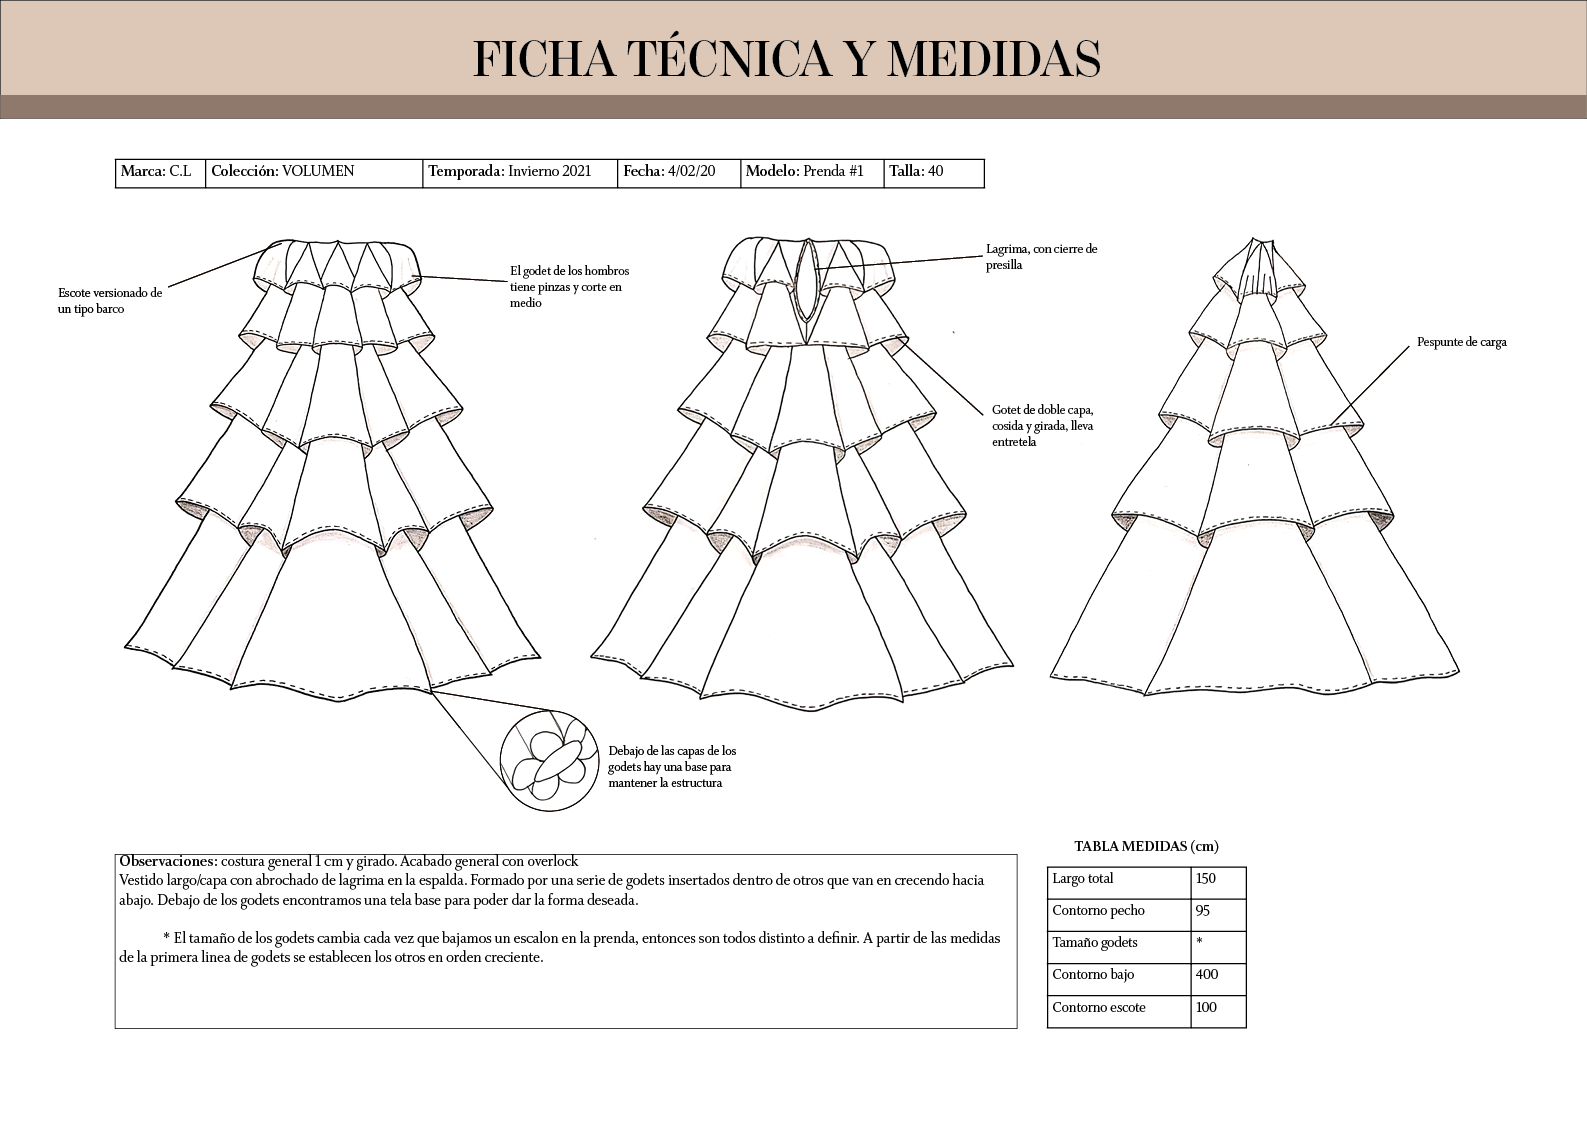 FICHA TÉCNICA Y MEDIDAS
Marca: C.L Colección: VOLUMEN Temporada: Invierno 2021 Fecha: 4/02/20 Modelo: Prenda #1 Talla: 40
Escote versionado de
un tipo barco
El godet de los hombros
tiene pinzas y corte en
medio
Lagrima, con cierre de
presilla
Gotet de doble capa,
cosida y girada, lleva
entretela
Pespunte de carga
Debajo de las capas de los
godets hay una base para
mantener la estructura
Observaciones: costura general 1 cm y girado. Acabado general con overlock
Vestido largo/capa con abrochado de lagrima en la espalda. Formado por una serie de godets insertados dentro de otros que van en crecendo hacia
abajo. Debajo de los godets encontramos una tela base para poder dar la forma deseada.
* El tamaño de los godets cambia cada vez que bajamos un escalon en la prenda, entonces son todos distinto a definir. A partir de las medidas
de la primera linea de godets se establecen los otros en orden creciente.
TABLA MEDIDAS (cm)
Largo total 150
Contorno pecho 95
Tamaño godets *
Contorno bajo 400
Contorno escote 100